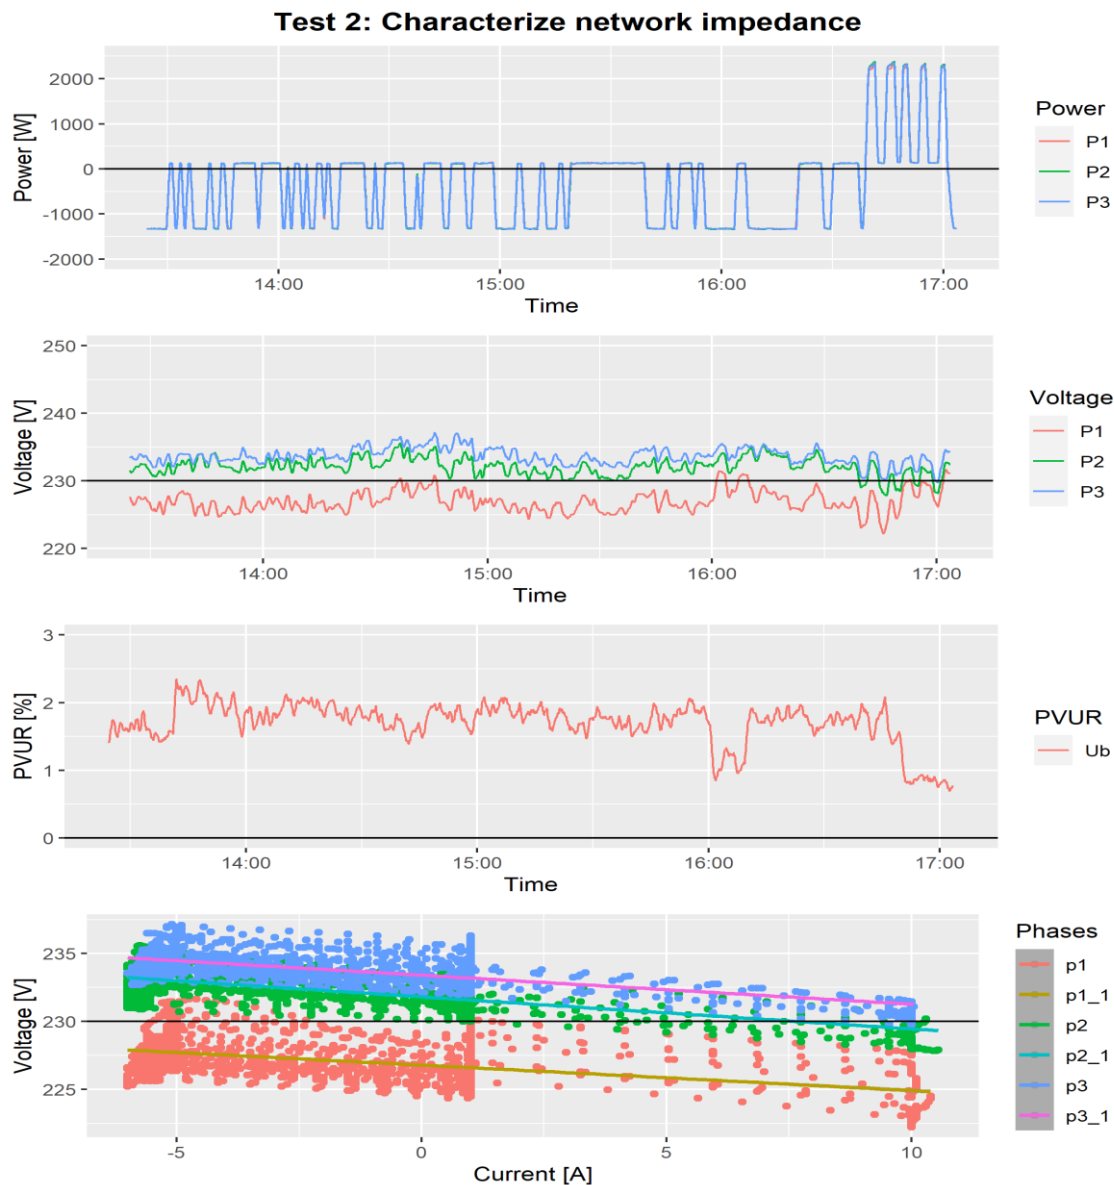 Test 2: Characterize network impedance
Power [W]
2000
1000
0
-1000
-2000
14:00 15:00 16:00 17:00
Time
Power
P1
P2
P3
Voltage [V]
250
240
230
220
14:00 15:00 16:00 17:00
Time
Voltage
P1
P2
P3
PVUR [%]
3
2
1
0
14:00 15:00 16:00 17:00
Time
PVUR
Ub
Voltage [V]
235
230
225
-5 0 5 10
Current [A]
Phases
p1
p1_1
p2
p2_1
p3
p3_1